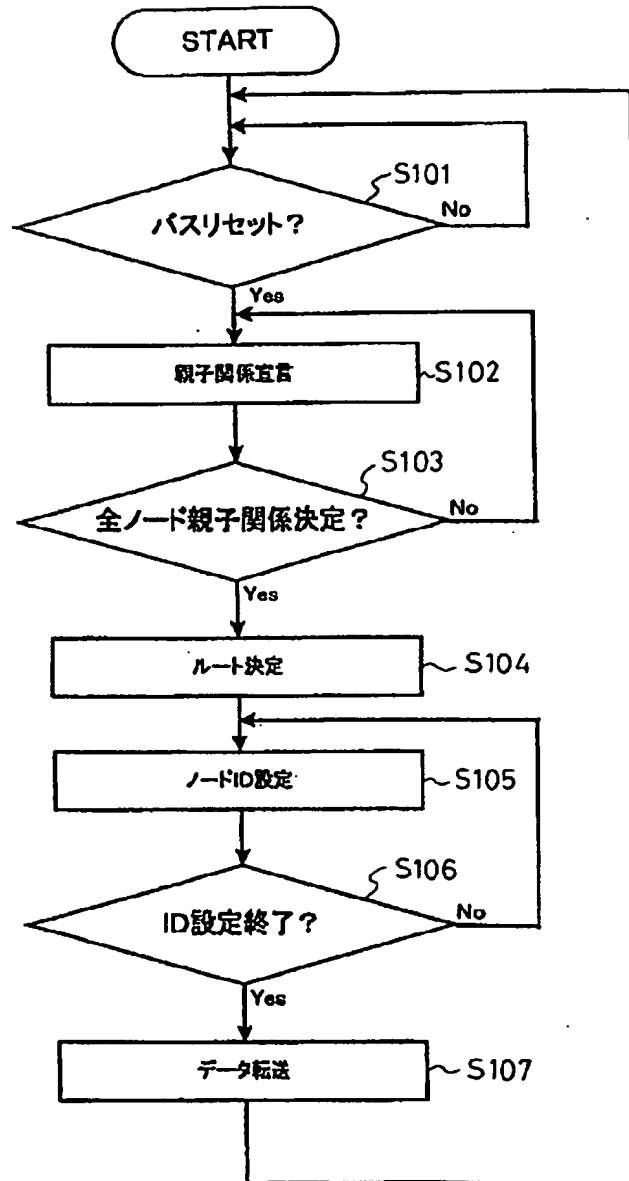 START
バスリセット?
S101
No
Yes
親子関係宣言
S102
全ノード親子関係決定?
S103
No
Yes
ルート決定
S104
ノードID設定
S105
ID設定終了?
S106
No
Yes
データ転送
S107